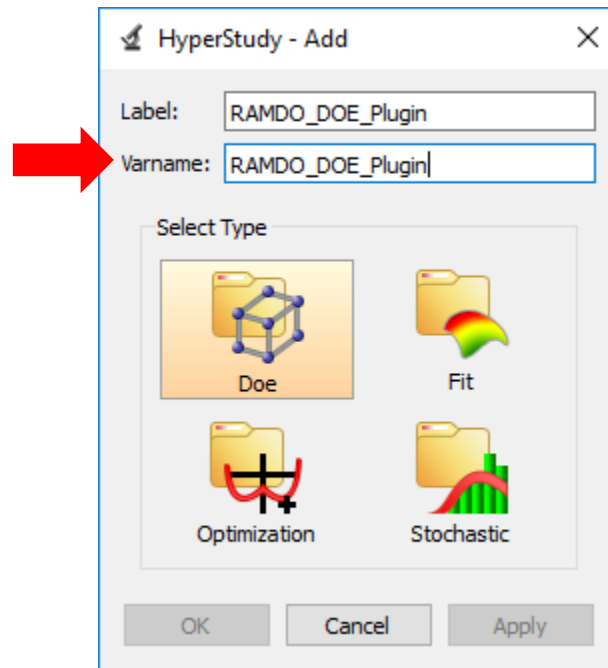 HyperStudy - Add
Label: RAMDO_DOE_Plugin
Varname: RAMDO_DOE_Plugin
Select Type
Doe Fit
Optimization Stochastic
OK Cancel Apply